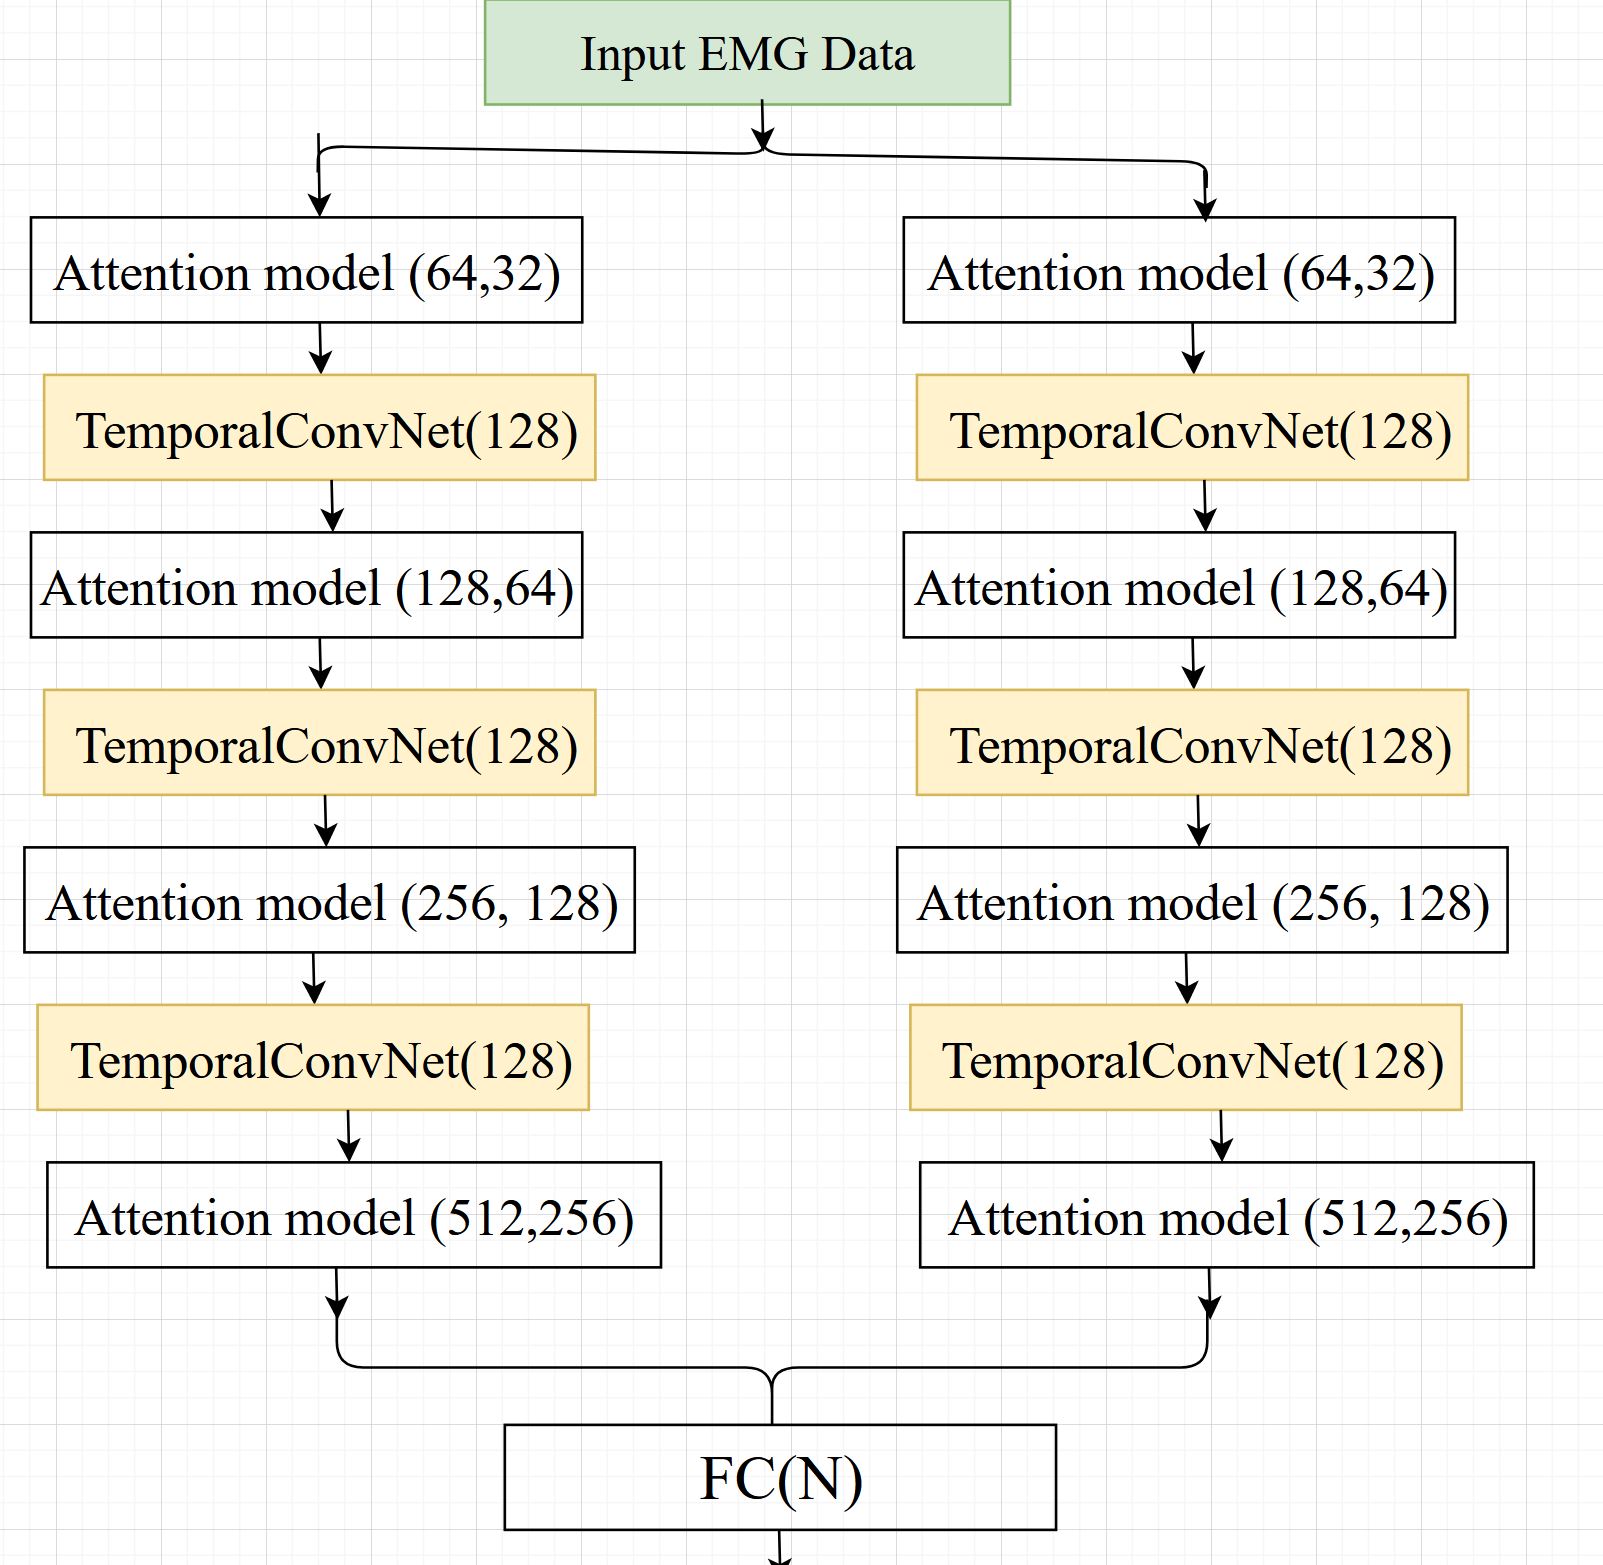 Input EMG Data
Attention model (64,32)
Attention model (64,32)
TemporalConvNet(128)
TemporalConvNet(128)
Attention model (128,64)
Attention model (128,64)
TemporalConvNet(128)
TemporalConvNet(128)
Attention model (256, 128)
Attention model (256, 128)
TemporalConvNet(128)
TemporalConvNet(128)
Attention model (512,256)
Attention model (512,256)
FC(N)